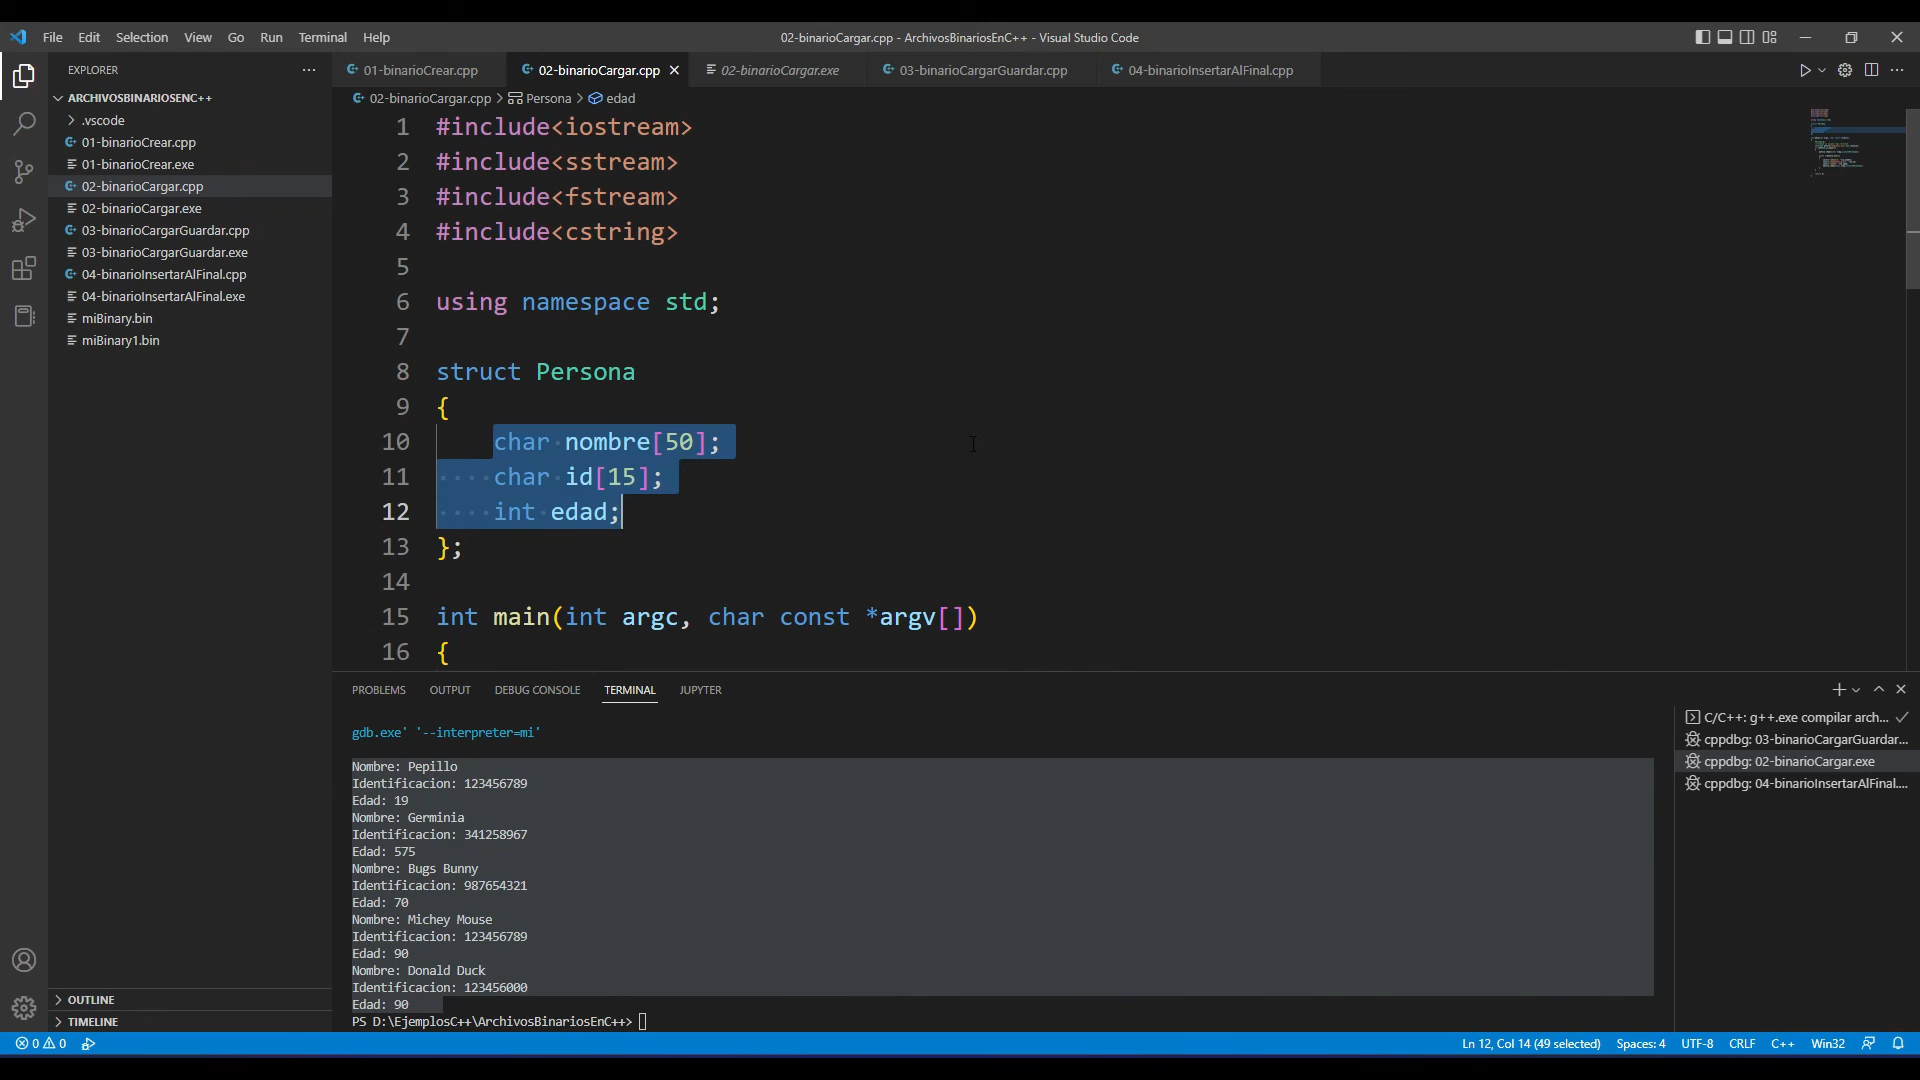 File Edit Selection View Go Run Terminal Help
02-binarioCargar.cpp - ArchivosBinariosEnC++ - Visual Studio Code
EXPLORER
01-binarioCrear.cpp
02-binarioCargar.cpp
02-binarioCargar.exe
03-binarioCargarGuardar.cpp
04-binarioInsertarAlFinal.cpp
ARCHIVOSBINARIOSENC++
.vscode
01-binarioCrear.cpp
01-binarioCrear.exe
02-binarioCargar.cpp
02-binarioCargar.exe
03-binarioCargarGuardar.cpp
03-binarioCargarGuardar.exe
04-binarioInsertarAlFinal.cpp
04-binarioInsertarAlFinal.exe
miBinary.bin
miBinary1.bin
OUTLINE
TIMELINE
02-binarioCargar.cpp > Persona > edad
1 #include<iostream>
2 #include<sstream>
3 #include<fstream>
4 #include<cstring>
5
6 using namespace std;
7
8 struct Persona
9 {
10 char nombre[50];
11 char id[15];
12 int edad;
13 };
14
15 int main(int argc, char const *argv[])
16 {
PROBLEMS OUTPUT DEBUG CONSOLE TERMINAL JUPYTER
gdb.exe' '--interpreter=mi'
Nombre: Pepillo
Identificacion: 123456789
Edad: 19
Nombre: Germinia
Identificacion: 341258967
Edad: 575
Nombre: Bugs Bunny
Identificacion: 987654321
Edad: 70
Nombre: Michey Mouse
Identificacion: 123456789
Edad: 90
Nombre: Donald Duck
Identificacion: 123456000
Edad: 90
PS D:\EjemplosC++\ArchivosBinariosEnC++>
C/C++: g++.exe compilar arch...
cppdbg: 03-binarioCargarGuardar...
cppdbg: 02-binarioCargar.exe
cppdbg: 04-binarioInsertarAlFinal....
0 0
Ln 12, Col 14 (49 selected) Spaces: 4 UTF-8 CRLF C++ Win32